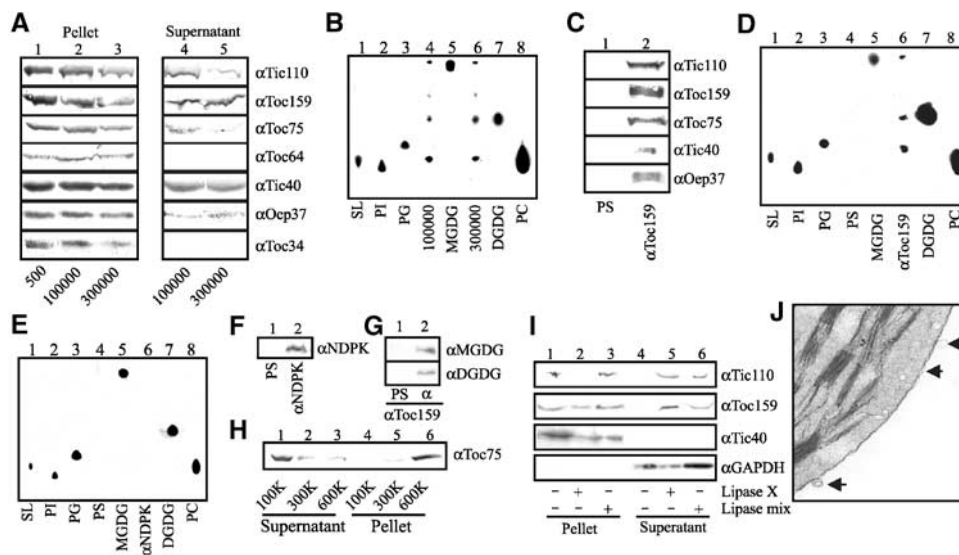 A
Pellet
Supernatant
1 2 3 4 5
αTic110
αToc159
αToc75
αToc64
αTic40
αOep37
αToc34
500 100000 300000 100000 300000
B
1 2 3 4 5 6 7 8
SL PI PG 100000 MGDG 300000 DGDG PC
C
1 2
αTic110
αToc159
αToc75
αTic40
αOep37
PS αToc159
D
1 2 3 4 5 6 7 8
SL PI PG PS MGDG αToc159 DGDG PC
E
1 2 3 4 5 6 7 8
SL PI PG PS MGDG αNDPK DGDG PC
F
1 2
αNDPK
PS αNDPK
G
1 2
αMGDG
αDGDG
PS α
αToc159
H
1 2 3 4 5 6
αToc75
100K 300K 600K 100K 300K 600K
Supernatant Pellet
I
1 2 3 4 5 6
αTic110
αToc159
αTic40
αGAPDH
- + - - + - Lipase X
- - + - - + Lipase mix
Pellet Superatant
J